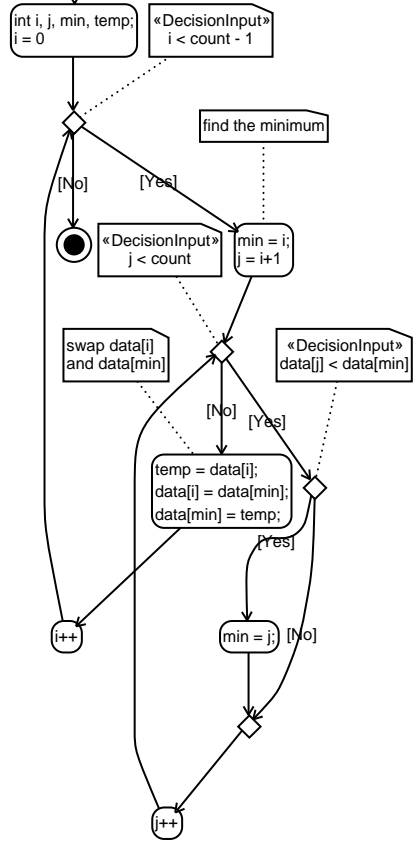 int i, j, min, temp;
i = 0
«DecisionInput»
i < count - 1
find the minimum
[No]
[Yes]
«DecisionInput»
j < count
min = i;
j = i+1
swap data[i]
and data[min]
«DecisionInput»
data[j] < data[min]
[No]
[Yes]
temp = data[i];
data[i] = data[min];
data[min] = temp;
[Yes]
i++
min = j;
[No]
j++